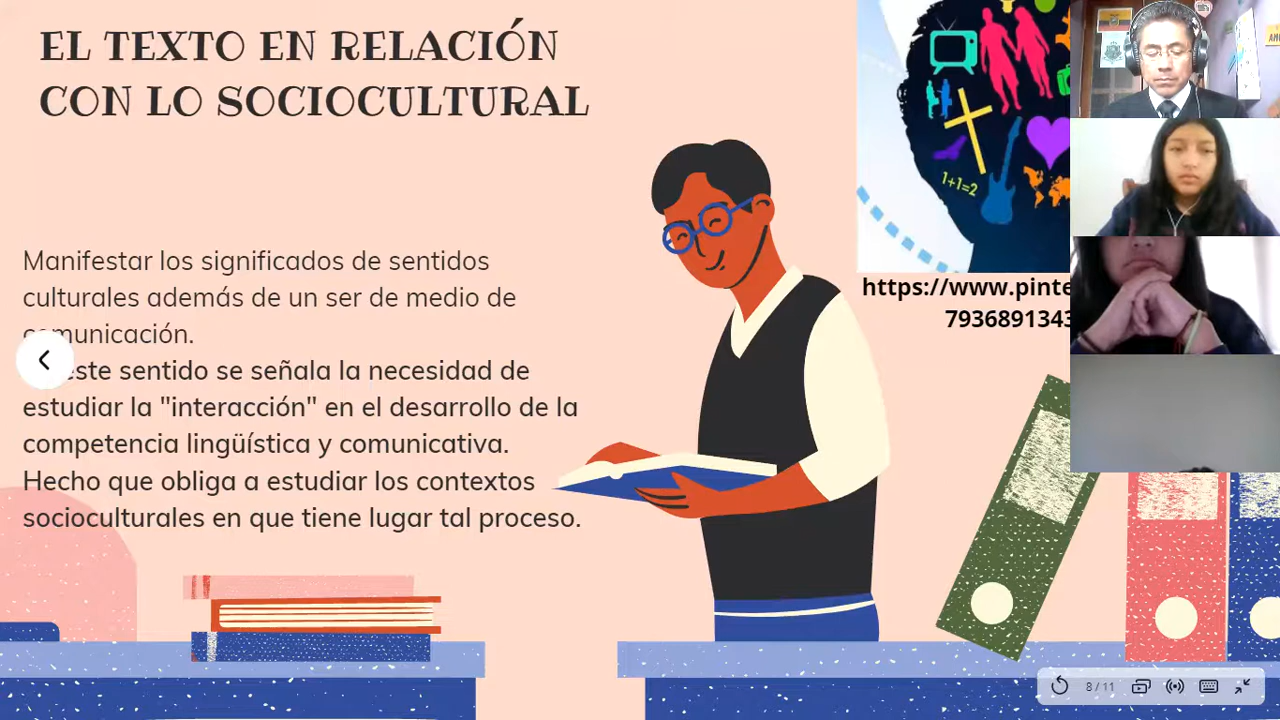 EL TEXTO EN RELACIÓN
CON LO SOCIOCULTURAL
Manifestar los significados de sentidos
culturales además de un ser de medio de
comunicación.
este sentido se señala la necesidad de
estudiar la "interacción" en el desarrollo de la
competencia lingüística y comunicativa.
Hecho que obliga a estudiar los contextos
socioculturales en que tiene lugar tal proceso.
1+1=2
https://www.pinte
7936891343
8 / 11